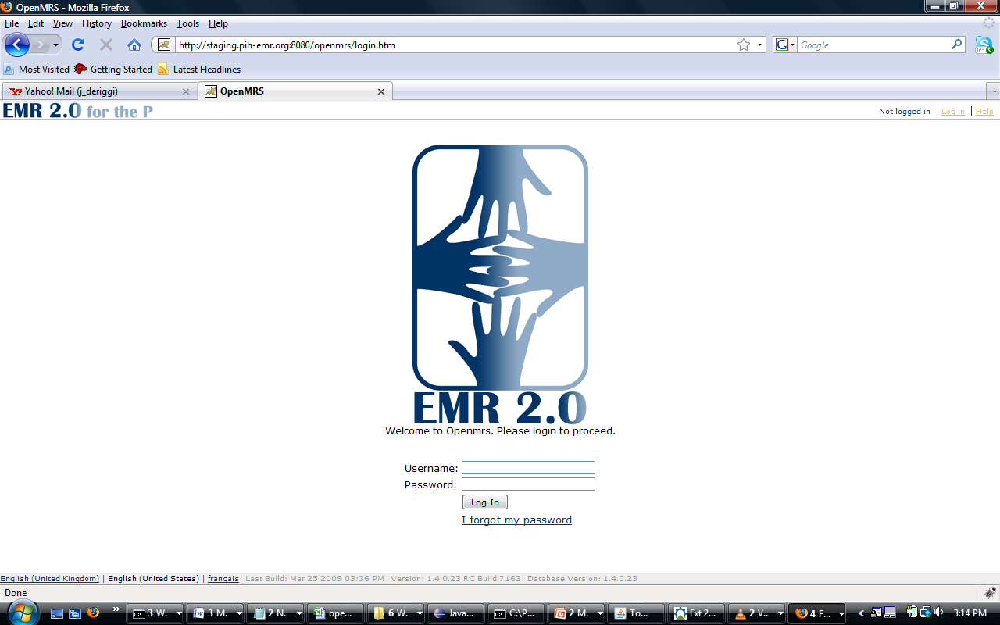 OpenMRS - Mozilla Firefox
File Edit View History Bookmarks Tools Help
http://staging.pih-emr.org:8080/openmrs/login.htm
G Google
Most Visited Getting Started Latest Headlines
Yahoo! Mail (j_deriggi) OpenMRS
EMR 2.0 for the P
Not logged in | Log in | Help
EMR 2.0
Welcome to Openmrs. Please login to proceed.
Username:
Password:
Log In
I forgot my password
English (United Kingdom) | English (United States) | français Last Build: Mar 25 2009 03:36 PM Version: 1.4.0.23 RC Build 7163 Database Version: 1.4.0.23
Done
3 W. 3 M. 2 N.. ope... 6 W. Java... C:\P... 2 M. To... Ext 2... 2 V... 4 F... 3:14 PM